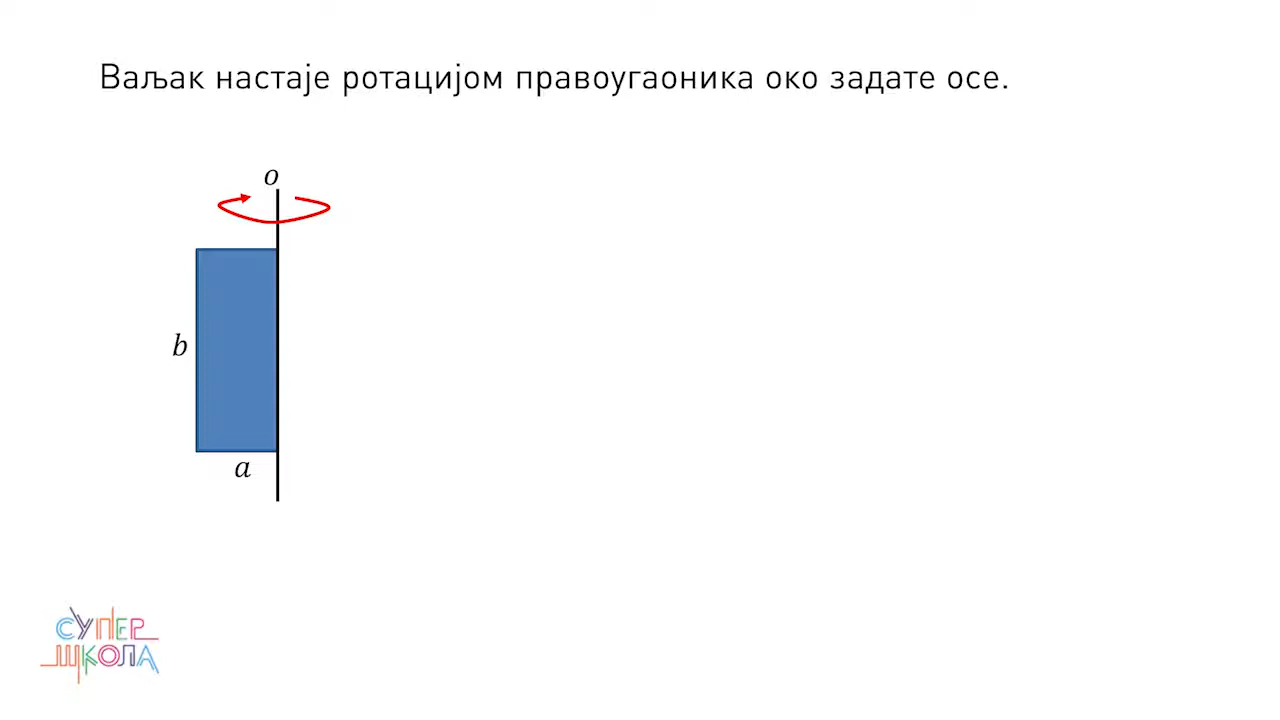 Ваљак настаје ротацијом правоугаоника око задате осе.
o
b
a
СУПЕР
ШКОЛА